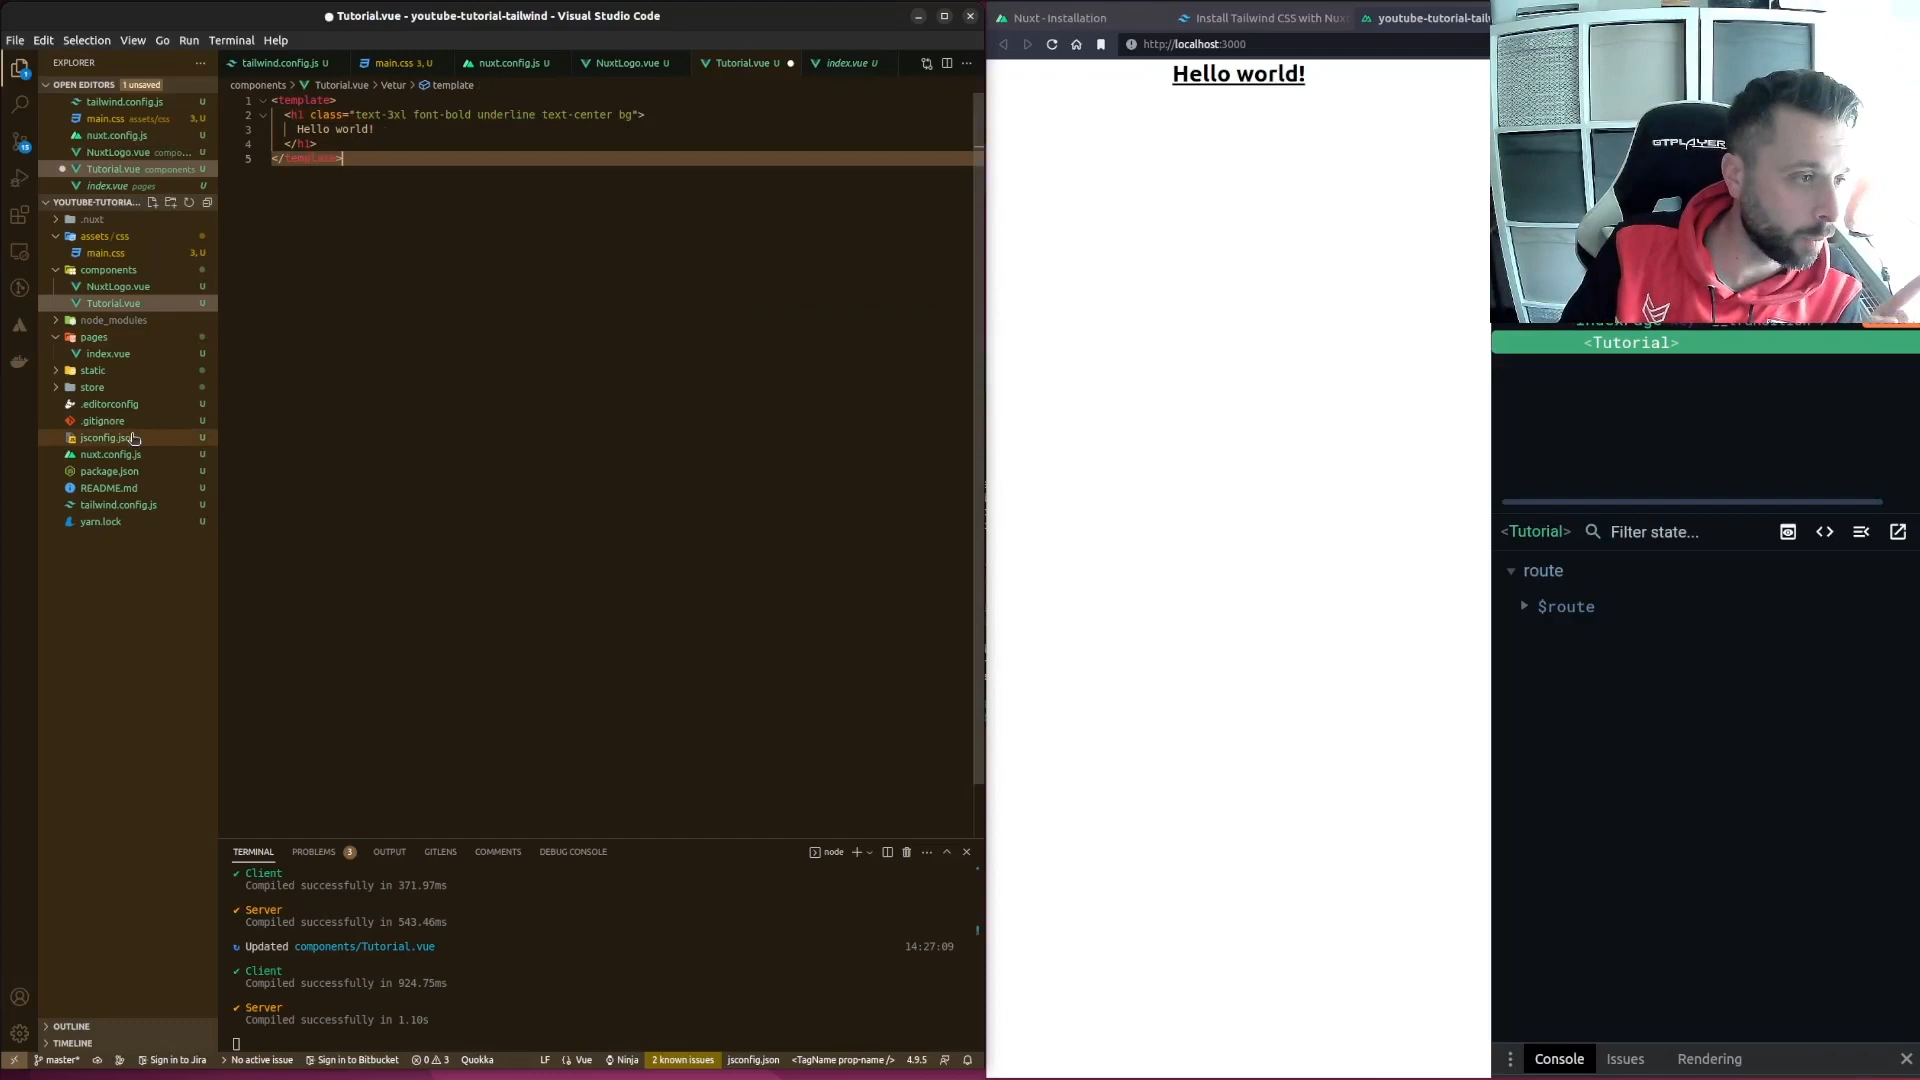 Tutorial.vue - youtube-tutorial-tailwind - Visual Studio Code
File Edit Selection View Go Run Terminal Help
EXPLORER
OPEN EDITORS 1 unsaved
tailwind.config.js U
main.css assets/css 3, U
nuxt.config.js U
NuxtLogo.vue compo... U
Tutorial.vue components U
index.vue pages U
YOUTUBE-TUTORIA...
.nuxt
assets / css
main.css 3, U
components
NuxtLogo.vue U
Tutorial.vue U
node_modules
pages
index.vue U
static
store
.editorconfig U
.gitignore U
jsconfig.json U
nuxt.config.js U
package.json U
README.md U
tailwind.config.js U
yarn.lock U
OUTLINE
TIMELINE
tailwind.config.js U main.css 3, U nuxt.config.js U NuxtLogo.vue U Tutorial.vue U index.vue U
components > Tutorial.vue > Vetur > template
1 <template>
2 <h1 class="text-3xl font-bold underline text-center bg">
3 Hello world!
4 </h1>
5 </template>
TERMINAL PROBLEMS 3 OUTPUT GITLENS COMMENTS DEBUG CONSOLE node
✔ Client
Compiled successfully in 371.97ms
✔ Server
Compiled successfully in 543.46ms
↻ Updated components/Tutorial.vue 14:27:09
✔ Client
Compiled successfully in 924.75ms
✔ Server
Compiled successfully in 1.10s
master* Sign in to Jira No active issue Sign in to Bitbucket 0 3 Quokka LF {} Vue Ninja 2 known issues jsconfig.json <TagName prop-name /> 4.9.5
Nuxt - Installation Install Tailwind CSS with Nux youtube-tutorial-tail
http://localhost:3000
Hello world!
GTPLAYER
<Tutorial>
<Tutorial> Filter state...
route
$route
Console Issues Rendering